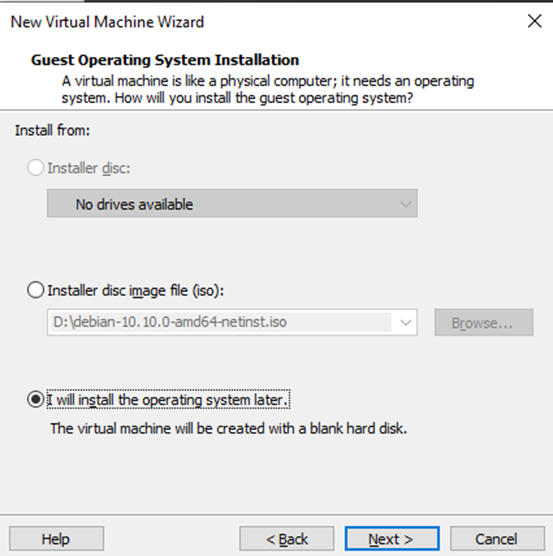 New Virtual Machine Wizard
Guest Operating System Installation
A virtual machine is like a physical computer; it needs an operating
system. How will you install the guest operating system?
Install from:
Installer disc:
No drives available
Installer disc image file (iso):
D:\debian-10.10.0-amd64-netinst.iso
Browse...
I will install the operating system later.
The virtual machine will be created with a blank hard disk.
Help
< Back
Next >
Cancel